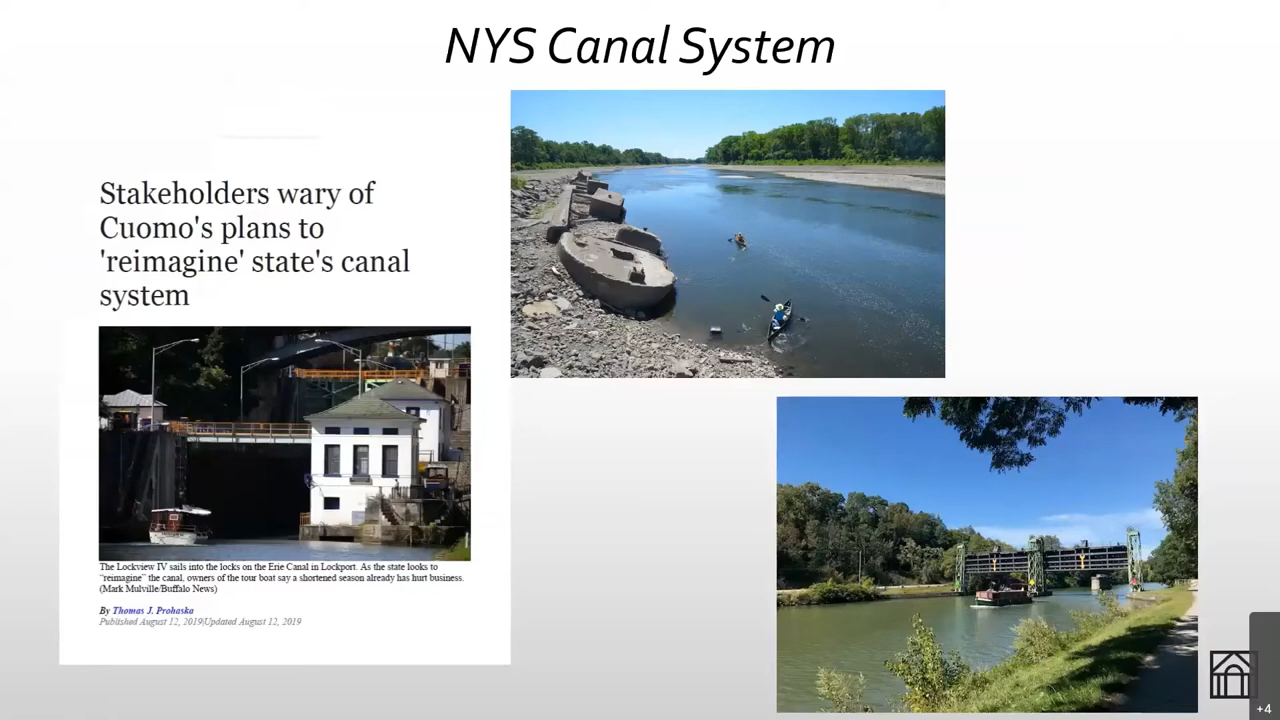 NYS Canal System
Stakeholders wary of
Cuomo's plans to
'reimagine' state's canal
system
The Lockview IV sails into the locks on the Erie Canal in Lockport. As the state looks to
“reimagine” the canal, owners of the tour boat say a shortened season already has hurt business.
(Mark Mulville/Buffalo News)
By Thomas J. Prohaska
Published August 12, 2019|Updated August 12, 2019
+4